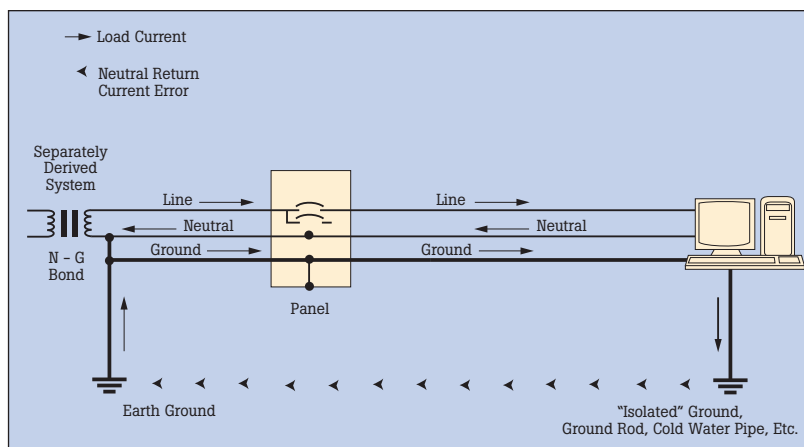 Load Current
Neutral Return
Current Error
Separately
Derived
System
Line
Line
Neutral
Neutral
N – G
Bond
Ground
Ground
Panel
Earth Ground
"Isolated" Ground,
Ground Rod, Cold Water Pipe, Etc.